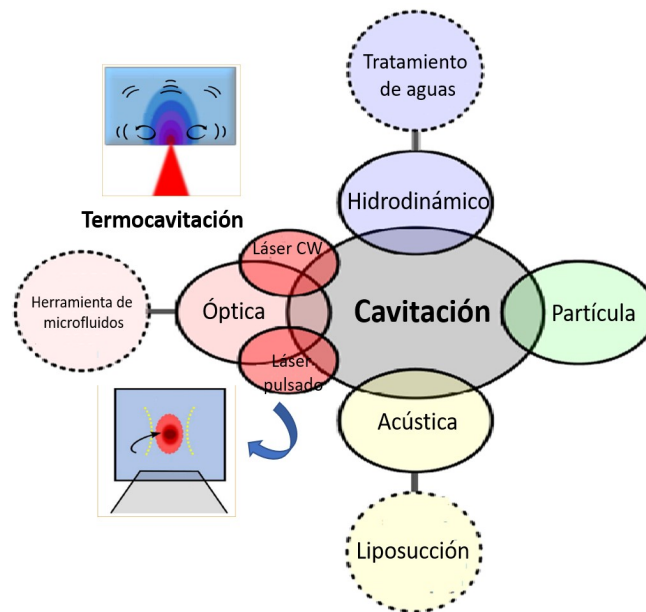 Tratamiento
de aguas
Hidrodinámico
Termocavitación
Láser CW
Herramienta de
microfluidos
Óptica
Cavitación
Partícula
Láser
pulsado
Acústica
Liposucción